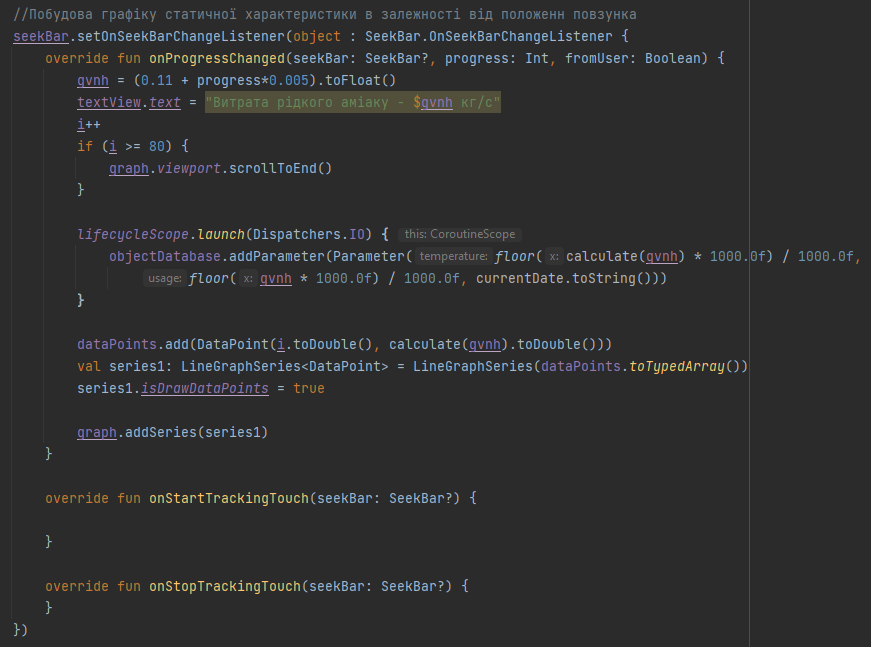 //Побудова графіку статичної характеристики в залежності від положенн повзунка
seekBar.setOnSeekBarChangeListener(object : SeekBar.OnSeekBarChangeListener {
    override fun onProgressChanged(seekBar: SeekBar?, progress: Int, fromUser: Boolean) {
        qvnh = (0.11 + progress*0.005).toFloat()
        textView.text = "Витрата рідкого аміаку - $qvnh кг/с"
        i++
        if (i >= 80) {
            graph.viewport.scrollToEnd()
        }

        lifecycleScope.launch(Dispatchers.IO) { this: CoroutineScope
            objectDatabase.addParameter(Parameter( temperature: floor( x: calculate(qvnh) * 1000.0f) / 1000.0f,
                usage: floor( x: qvnh * 1000.0f) / 1000.0f, currentDate.toString()))
        }

        dataPoints.add(DataPoint(i.toDouble(), calculate(qvnh).toDouble()))
        val series1: LineGraphSeries<DataPoint> = LineGraphSeries(dataPoints.toTypedArray())
        series1.isDrawDataPoints = true

        graph.addSeries(series1)
    }

    override fun onStartTrackingTouch(seekBar: SeekBar?) {

    }

    override fun onStopTrackingTouch(seekBar: SeekBar?) {
    }
})